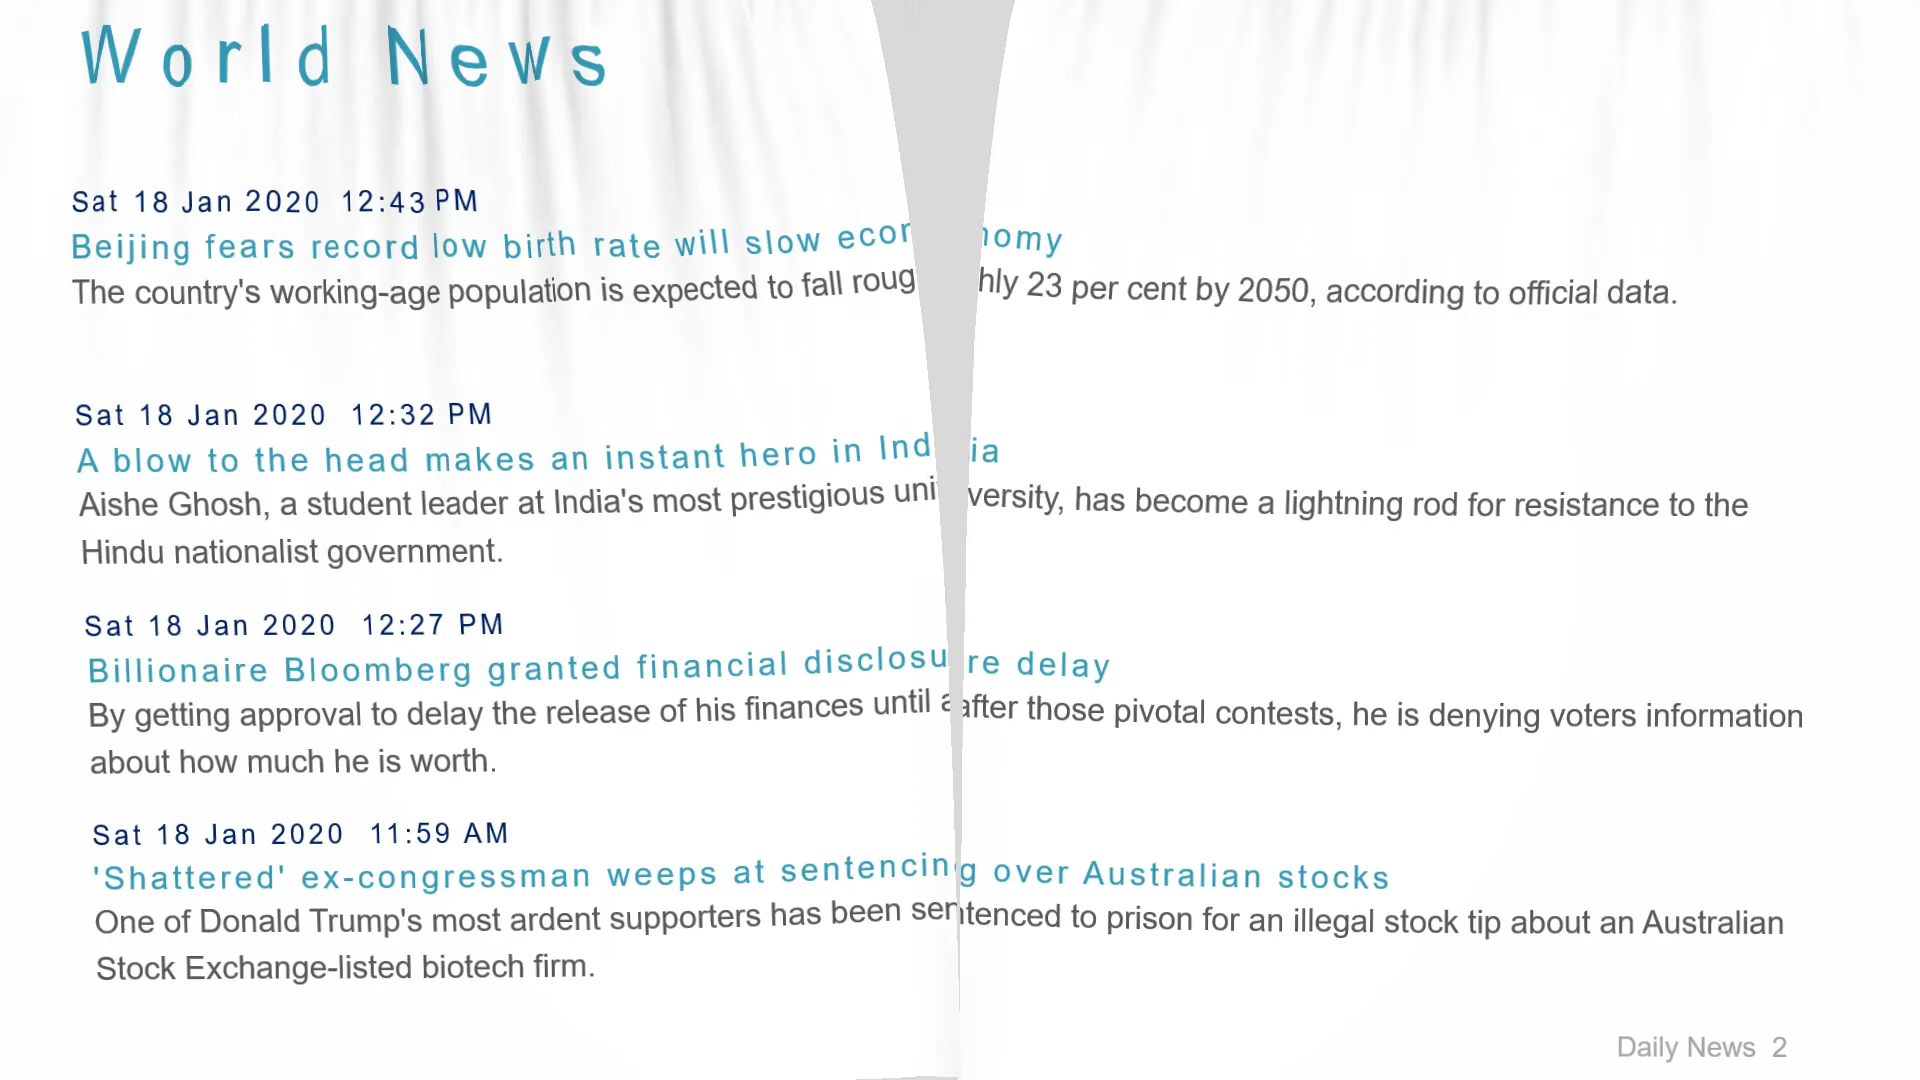 World News
Sat 18 Jan 2020 12:43 PM
Beijing fears record low birth rate will slow economy
The country's working-age population is expected to fall roughly 23 per cent by 2050, according to official data.
Sat 18 Jan 2020 12:32 PM
A blow to the head makes an instant hero in India
Aishe Ghosh, a student leader at India's most prestigious university, has become a lightning rod for resistance to the
Hindu nationalist government.
Sat 18 Jan 2020 12:27 PM
Billionaire Bloomberg granted financial disclosure delay
By getting approval to delay the release of his finances until after those pivotal contests, he is denying voters information
about how much he is worth.
Sat 18 Jan 2020 11:59 AM
'Shattered' ex-congressman weeps at sentencing over Australian stocks
One of Donald Trump's most ardent supporters has been sentenced to prison for an illegal stock tip about an Australian
Stock Exchange-listed biotech firm.
Daily News 2